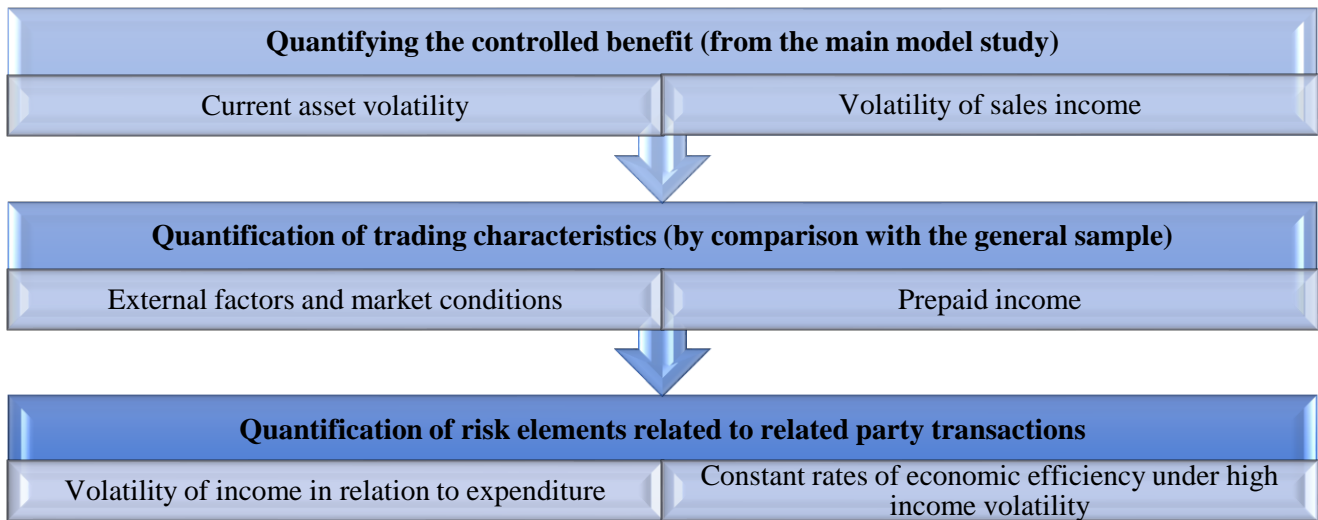 Quantifying the controlled benefit (from the main model study)
Current asset volatility
Volatility of sales income
Quantification of trading characteristics (by comparison with the general sample)
External factors and market conditions
Prepaid income
Quantification of risk elements related to related party transactions
Volatility of income in relation to expenditure
Constant rates of economic efficiency under high
income volatility